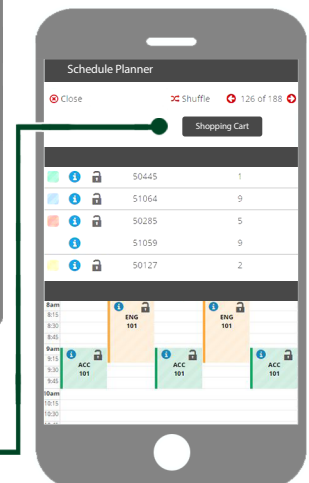 Schedule Planner
Close Shuffle 126 of 188
Shopping Cart
50445 1
51064 9
50285 5
51059 9
50127 2
8am
8:15 ENG ENG
8:30 101 101
8:45
9am
9:15 ACC ACC ACC
9:30 101 101 101
9:45
10am
10:15
10:30